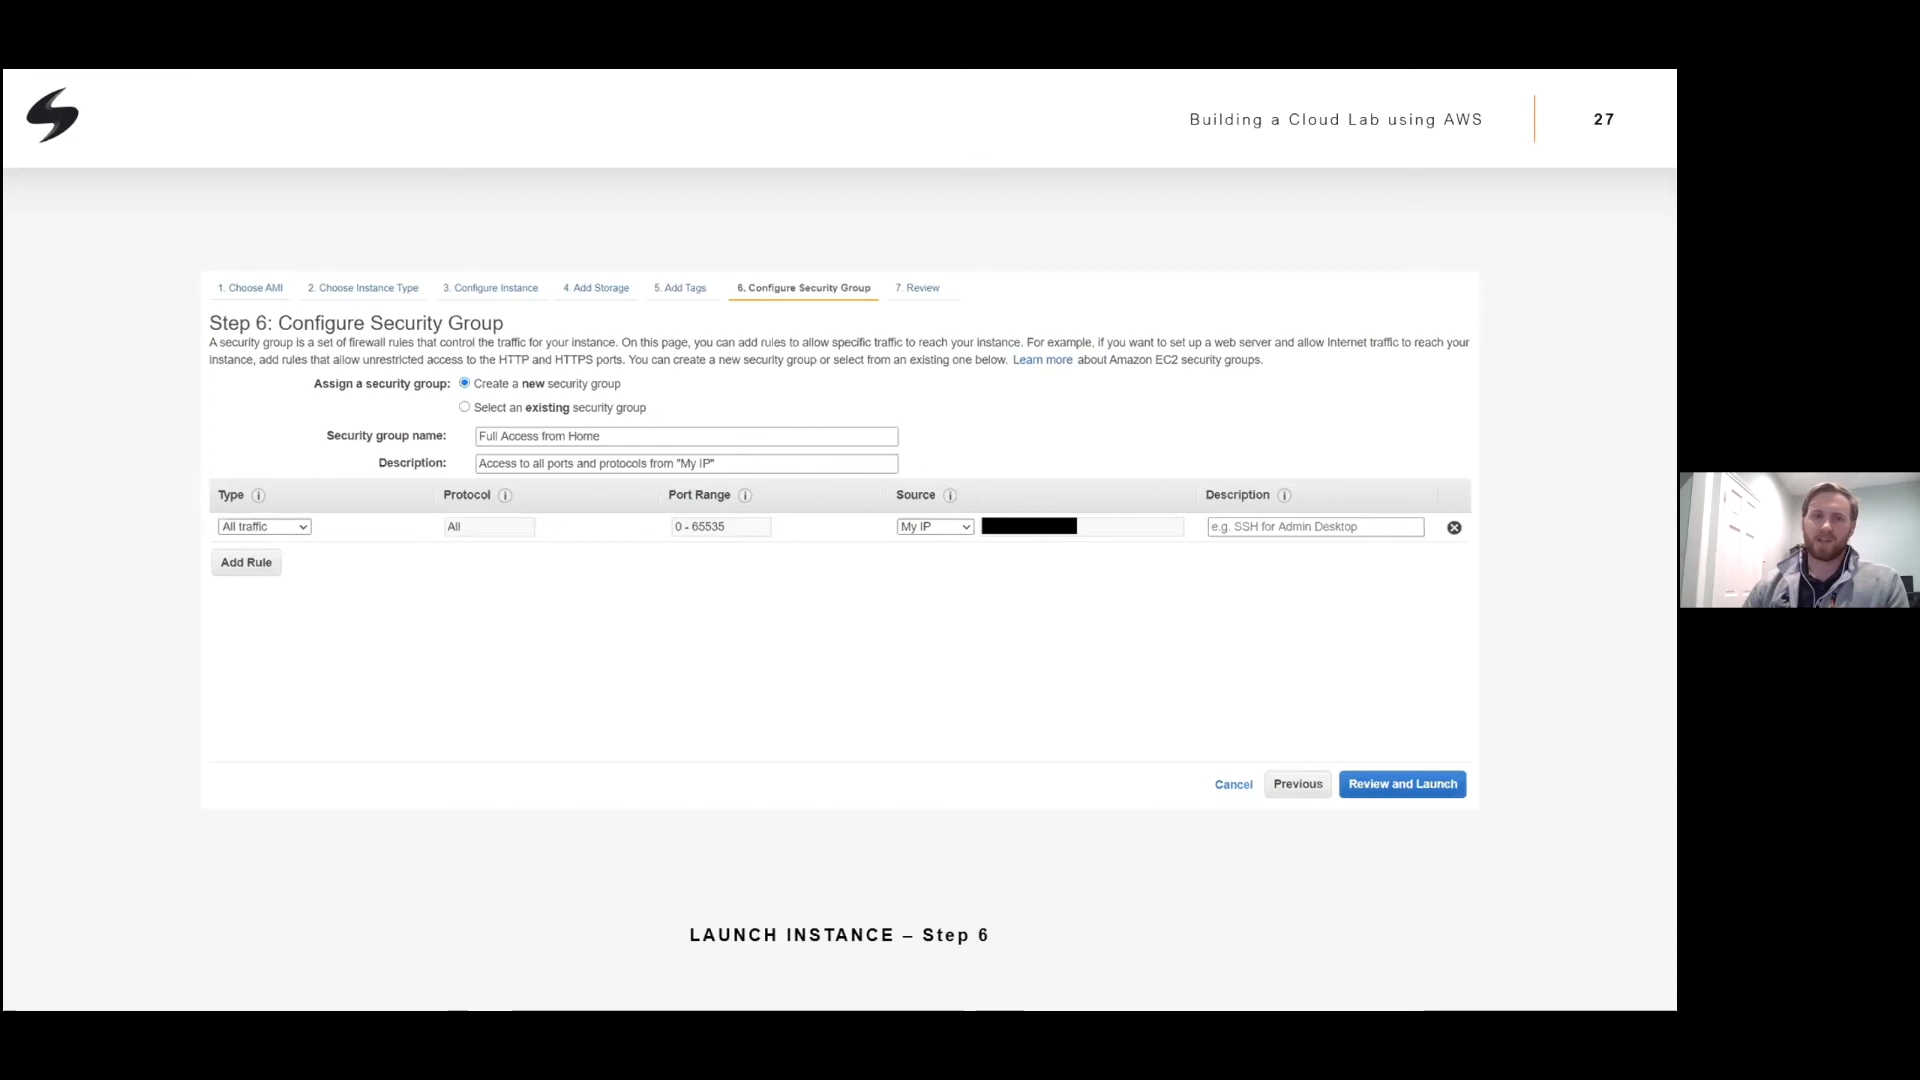 Building a Cloud Lab using AWS
27
1. Choose AMI 2. Choose Instance Type 3. Configure Instance 4. Add Storage 5. Add Tags 6. Configure Security Group 7. Review
Step 6: Configure Security Group
A security group is a set of firewall rules that control the traffic for your instance. On this page, you can add rules to allow specific traffic to reach your instance. For example, if you want to set up a web server and allow Internet traffic to reach your
instance, add rules that allow unrestricted access to the HTTP and HTTPS ports. You can create a new security group or select from an existing one below. Learn more about Amazon EC2 security groups.
Assign a security group: Create a new security group
Select an existing security group
Security group name: Full Access from Home
Description: Access to all ports and protocols from "My IP"
Type i Protocol i Port Range i Source i Description i
All traffic All 0 - 65535 My IP e.g. SSH for Admin Desktop
Add Rule
Cancel Previous Review and Launch
LAUNCH INSTANCE – Step 6